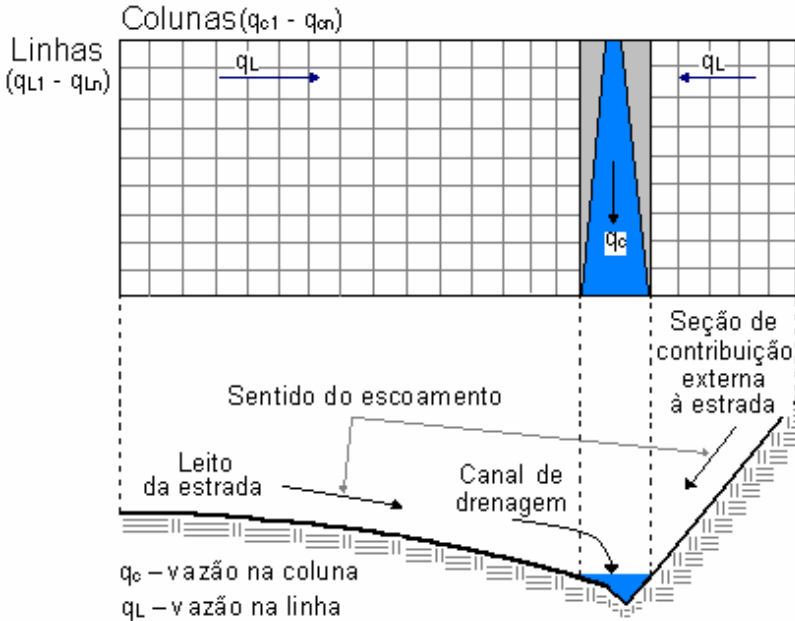 Colunas (qc1 - qcn)
Linhas
(qL1 - qLn)
qL
qL
qc
Seção de
contribuição
externa
à estrada
Sentido do escoamento
Leito
da estrada
Canal de
drenagem
qc – vazão na coluna
qL – vazão na linha